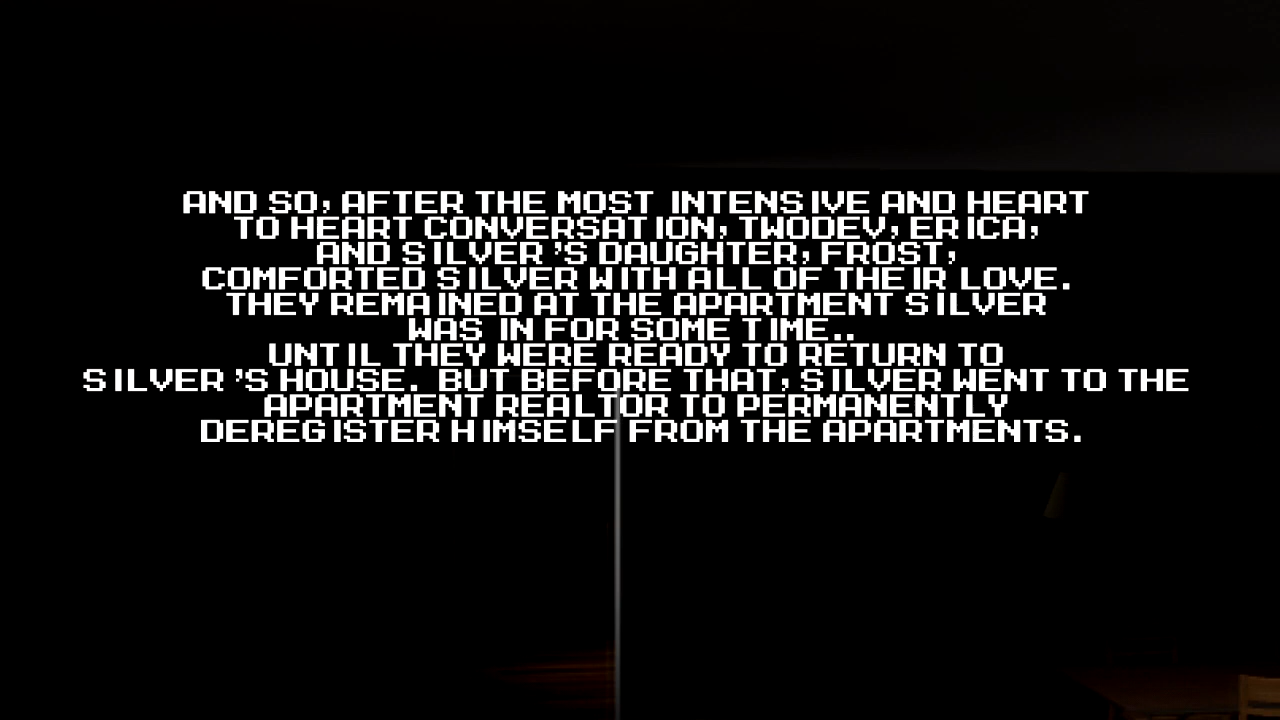 AND SO, AFTER THE MOST INTENSIVE AND HEART
TO HEART CONVERSATION, TWODEV, ERICA,
AND SILVER'S DAUGHTER, FROST,
COMFORTED SILVER WITH ALL OF THEIR LOVE.
THEY REMAINED AT THE APARTMENT SILVER
WAS IN FOR SOME TIME..
UNTIL THEY WERE READY TO RETURN TO
SILVER'S HOUSE. BUT BEFORE THAT, SILVER WENT TO THE
APARTMENT REALTOR TO PERMANENTLY
DEREGISTER HIMSELF FROM THE APARTMENTS.